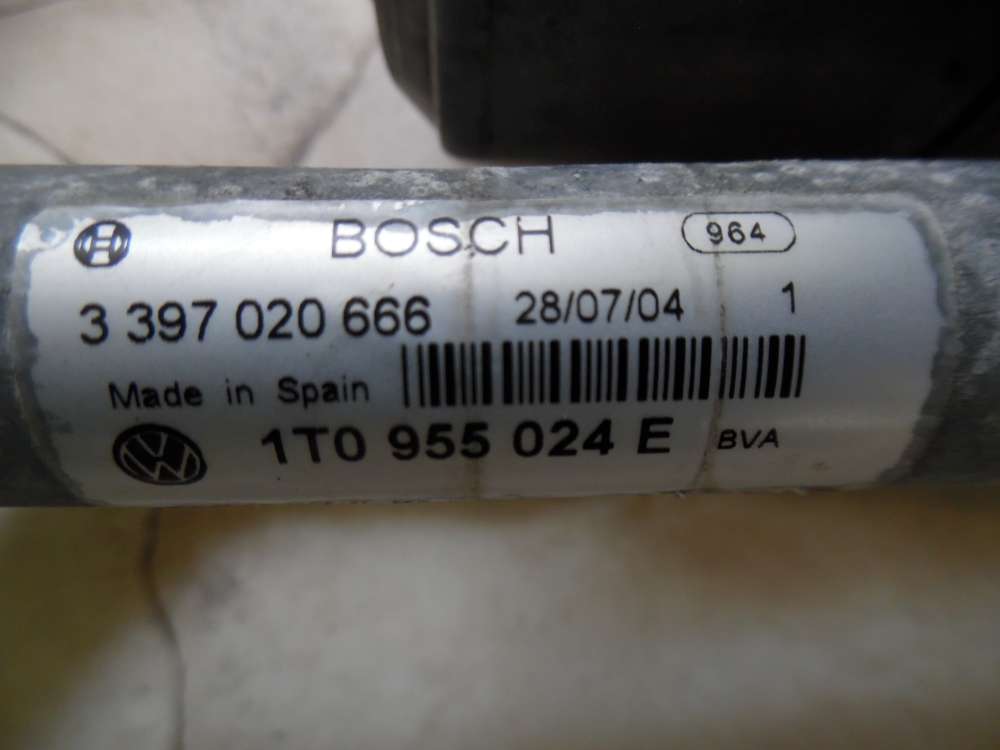 BOSCH 964
3 397 020 666 28/07/04 1
Made in Spain
1T0 955 024 E BVA